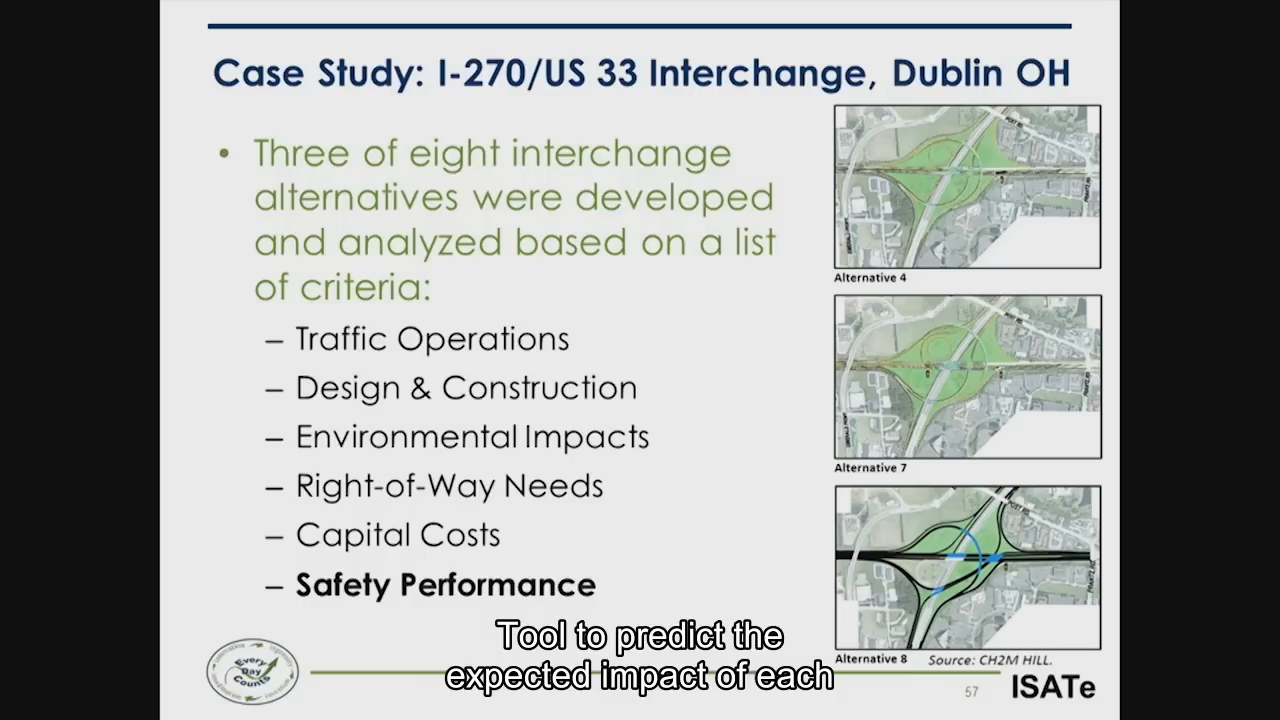 Case Study: I-270/US 33 Interchange, Dublin OH
• Three of eight interchange
alternatives were developed
and analyzed based on a list
of criteria:
– Traffic Operations
– Design & Construction
– Environmental Impacts
– Right-of-Way Needs
– Capital Costs
– Safety Performance
Alternative 4
Alternative 7
Alternative 8
Source: CH2M HILL.
Every
Day
Counts
57
ISATe
Tool to predict the
expected impact of each